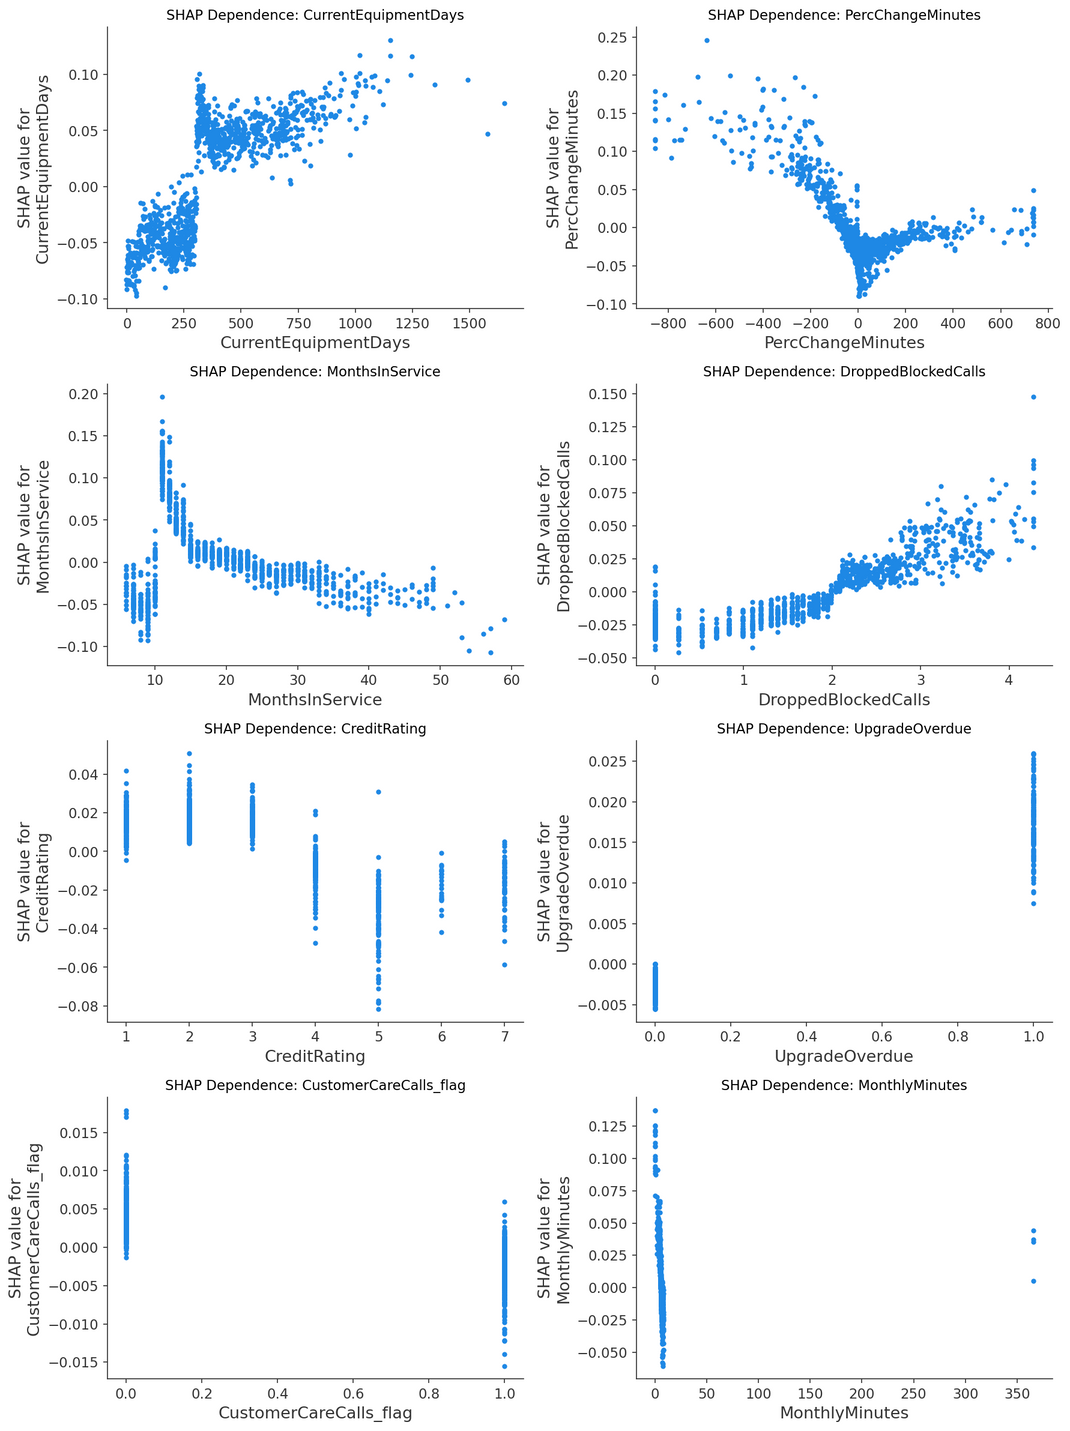 SHAP Dependence: CurrentEquipmentDays
SHAP value for
CurrentEquipmentDays
0.10
0.05
0.00
−0.05
−0.10
0 250 500 750 1000 1250 1500
CurrentEquipmentDays
SHAP Dependence: PercChangeMinutes
SHAP value for
PercChangeMinutes
0.25
0.20
0.15
0.10
0.05
0.00
−0.05
−0.10
−800 −600 −400 −200 0 200 400 600 800
PercChangeMinutes
SHAP Dependence: MonthsInService
SHAP value for
MonthsInService
0.20
0.15
0.10
0.05
0.00
−0.05
−0.10
10 20 30 40 50 60
MonthsInService
SHAP Dependence: DroppedBlockedCalls
SHAP value for
DroppedBlockedCalls
0.150
0.125
0.100
0.075
0.050
0.025
0.000
−0.025
−0.050
0 1 2 3 4
DroppedBlockedCalls
SHAP Dependence: CreditRating
SHAP value for
CreditRating
0.04
0.02
0.00
−0.02
−0.04
−0.06
−0.08
1 2 3 4 5 6 7
CreditRating
SHAP Dependence: UpgradeOverdue
SHAP value for
UpgradeOverdue
0.025
0.020
0.015
0.010
0.005
0.000
−0.005
0.0 0.2 0.4 0.6 0.8 1.0
UpgradeOverdue
SHAP Dependence: CustomerCareCalls_flag
SHAP value for
CustomerCareCalls_flag
0.015
0.010
0.005
0.000
−0.005
−0.010
−0.015
0.0 0.2 0.4 0.6 0.8 1.0
CustomerCareCalls_flag
SHAP Dependence: MonthlyMinutes
SHAP value for
MonthlyMinutes
0.125
0.100
0.075
0.050
0.025
0.000
−0.025
−0.050
0 50 100 150 200 250 300 350
MonthlyMinutes